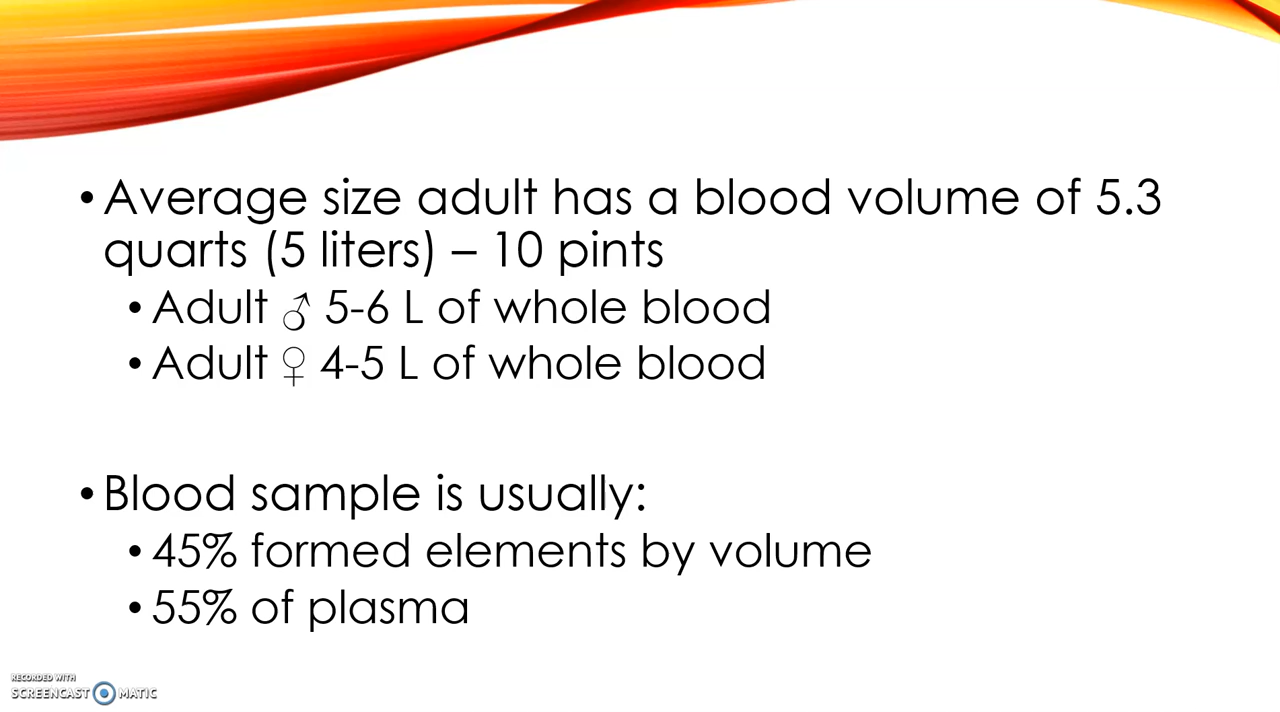 • Average size adult has a blood volume of 5.3
quarts (5 liters) – 10 pints
• Adult ♂ 5-6 L of whole blood
• Adult ♀ 4-5 L of whole blood
• Blood sample is usually:
• 45% formed elements by volume
• 55% of plasma
RECORDED WITH
SCREENCAST MATIC